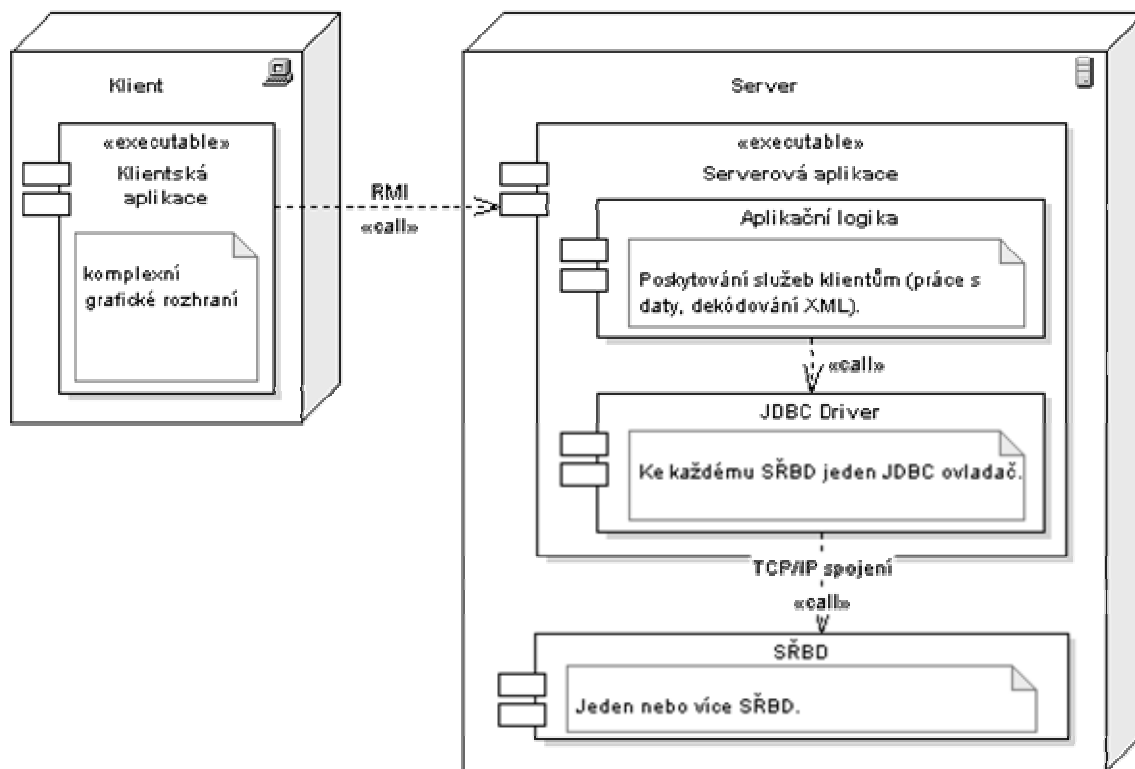 Klient
«executable»
Klientská
aplikace
komplexní
grafické rozhraní
RMI
«call»
Server
«executable»
Serverová aplikace
Aplikační logika
Poskytování služeb klientům (práce s
daty, dekódování XML).
«call»
JDBC Driver
Ke každému SŘBD jeden JDBC ovladač.
TCP/IP spojení
«call»
SŘBD
Jeden nebo více SŘBD.